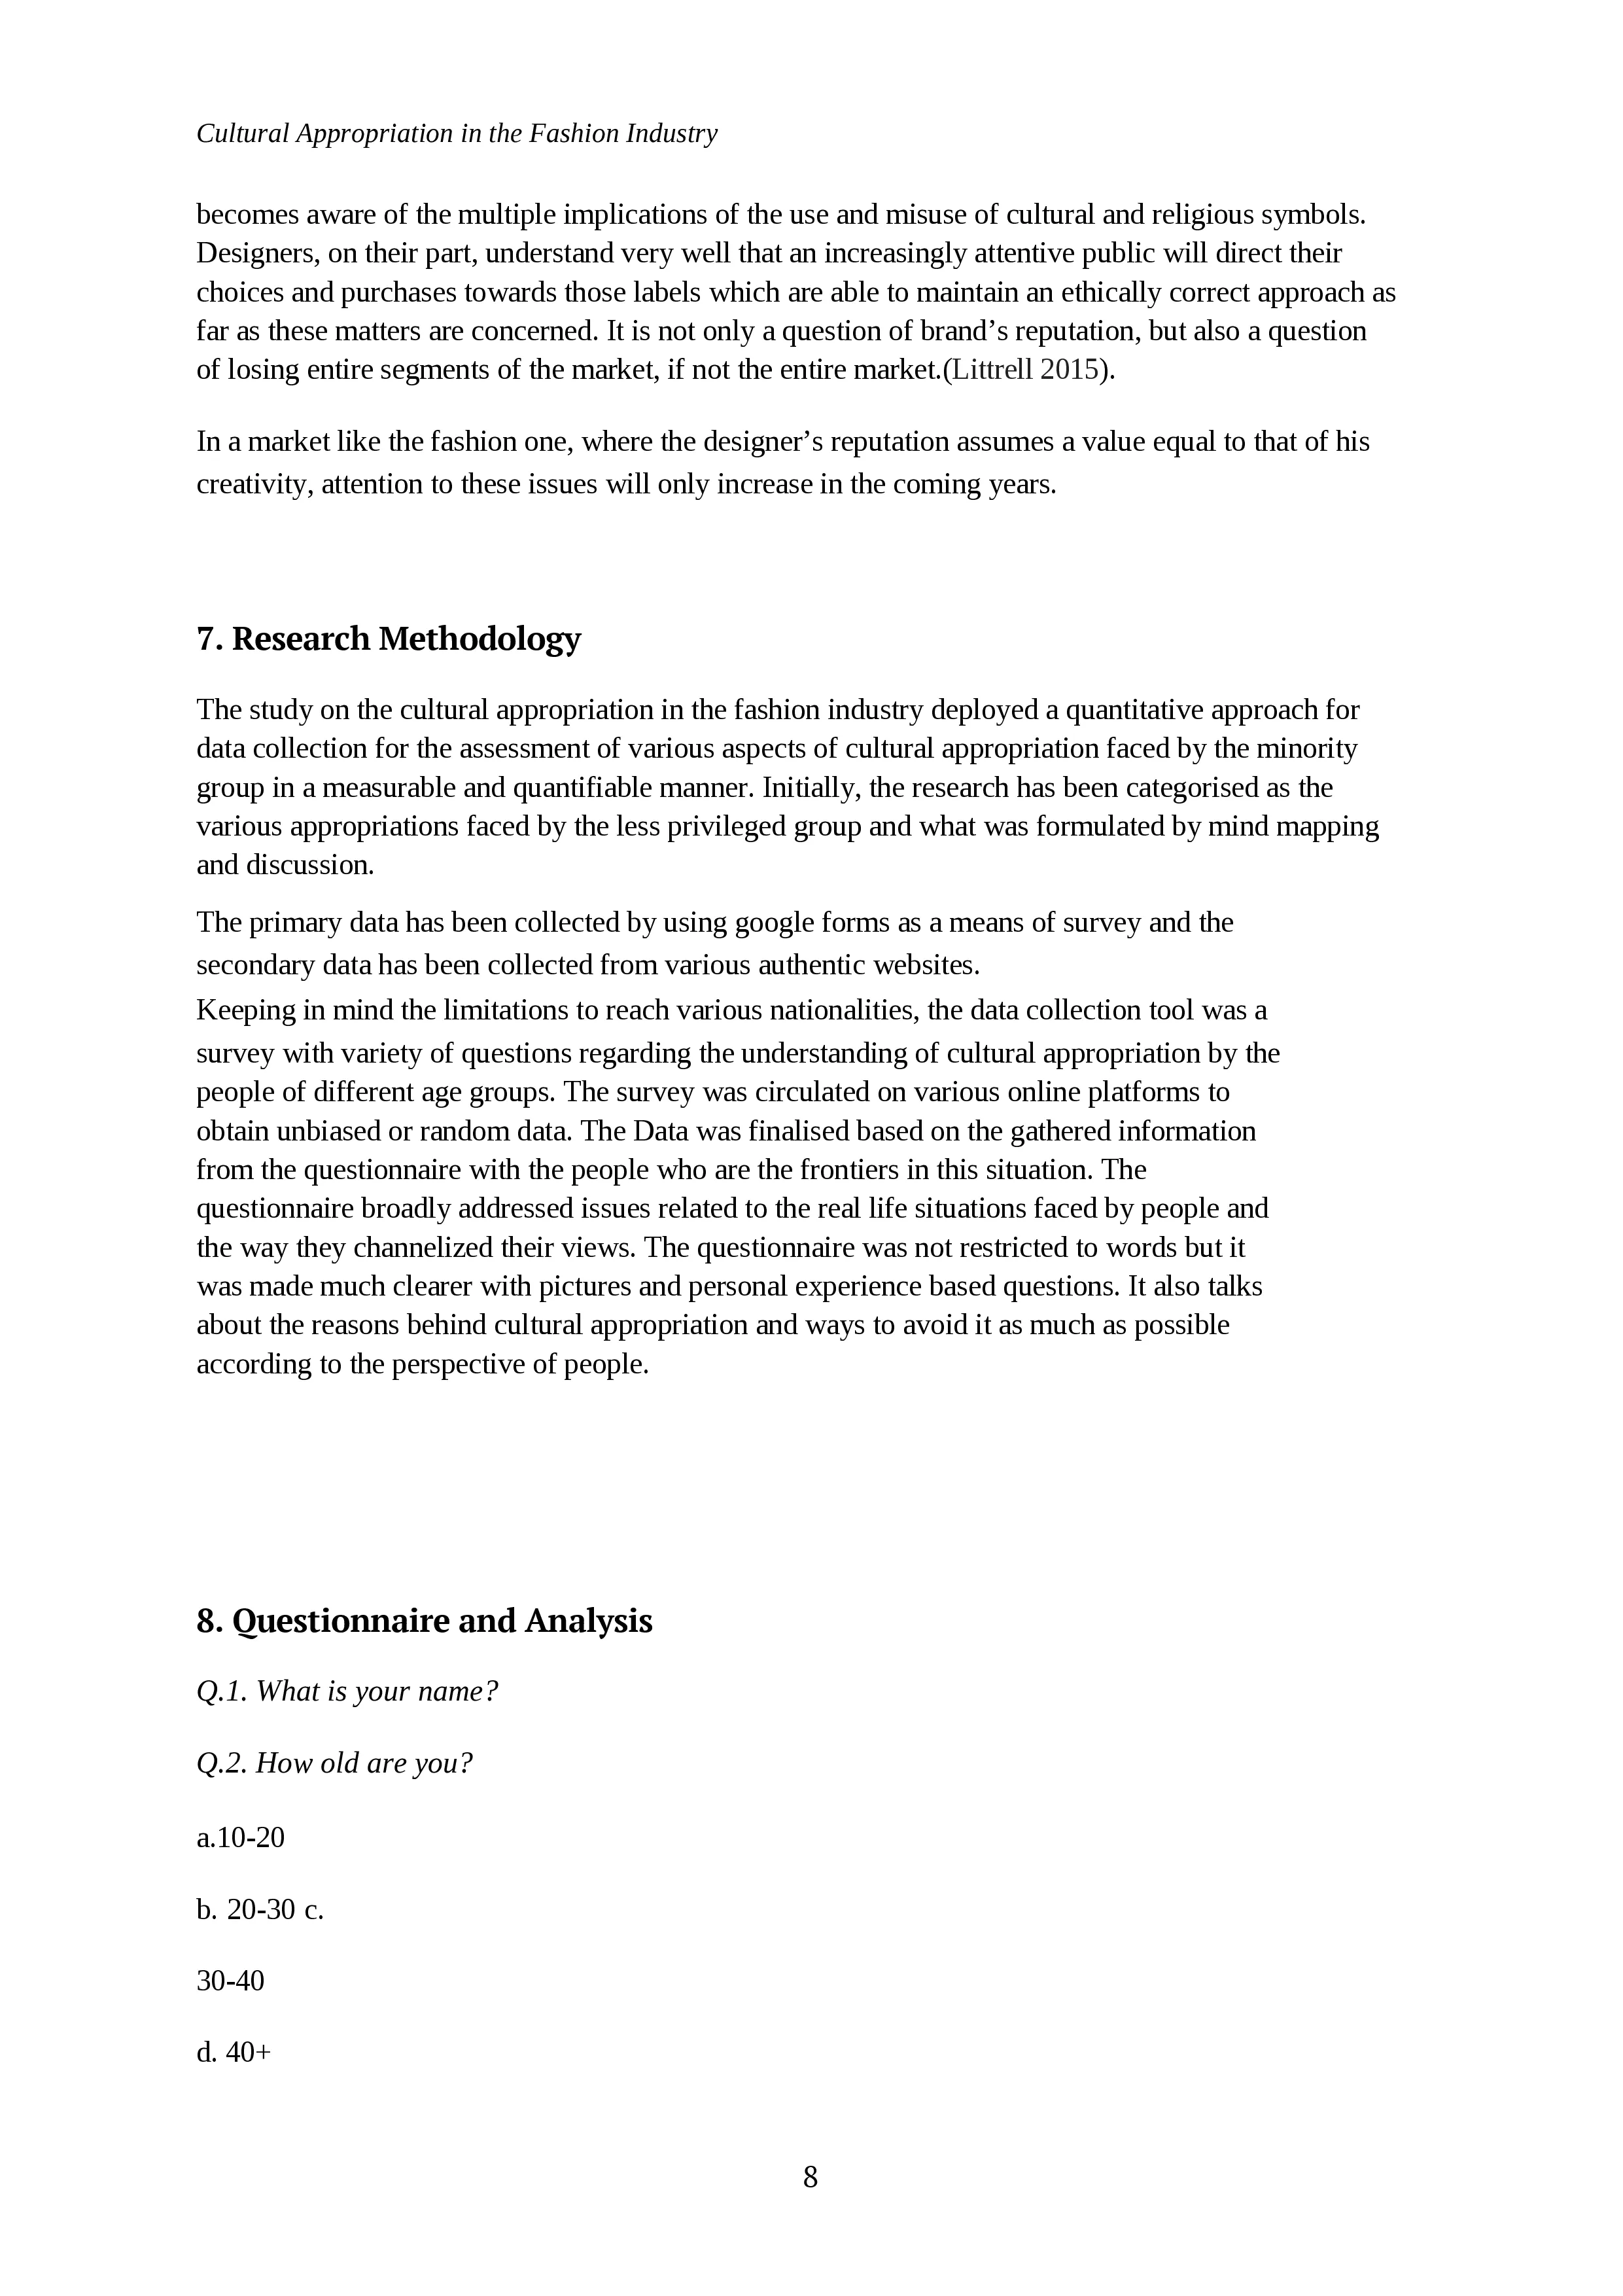 Cultural Appropriation in the Fashion Industry
becomes aware of the multiple implications of the use and misuse of cultural and religious symbols.
Designers, on their part, understand very well that an increasingly attentive public will direct their
choices and purchases towards those labels which are able to maintain an ethically correct approach as
far as these matters are concerned. It is not only a question of brand’s reputation, but also a question
of losing entire segments of the market, if not the entire market.(Littrell 2015).
In a market like the fashion one, where the designer’s reputation assumes a value equal to that of his
creativity, attention to these issues will only increase in the coming years.
7. Research Methodology
The study on the cultural appropriation in the fashion industry deployed a quantitative approach for
data collection for the assessment of various aspects of cultural appropriation faced by the minority
group in a measurable and quantifiable manner. Initially, the research has been categorised as the
various appropriations faced by the less privileged group and what was formulated by mind mapping
and discussion.
The primary data has been collected by using google forms as a means of survey and the
secondary data has been collected from various authentic websites.
Keeping in mind the limitations to reach various nationalities, the data collection tool was a
survey with variety of questions regarding the understanding of cultural appropriation by the
people of different age groups. The survey was circulated on various online platforms to
obtain unbiased or random data. The Data was finalised based on the gathered information
from the questionnaire with the people who are the frontiers in this situation. The
questionnaire broadly addressed issues related to the real life situations faced by people and
the way they channelized their views. The questionnaire was not restricted to words but it
was made much clearer with pictures and personal experience based questions. It also talks
about the reasons behind cultural appropriation and ways to avoid it as much as possible
according to the perspective of people.
8. Questionnaire and Analysis
Q.1. What is your name?
Q.2. How old are you?
a.10-20
b. 20-30 c.
30-40
d. 40+
8